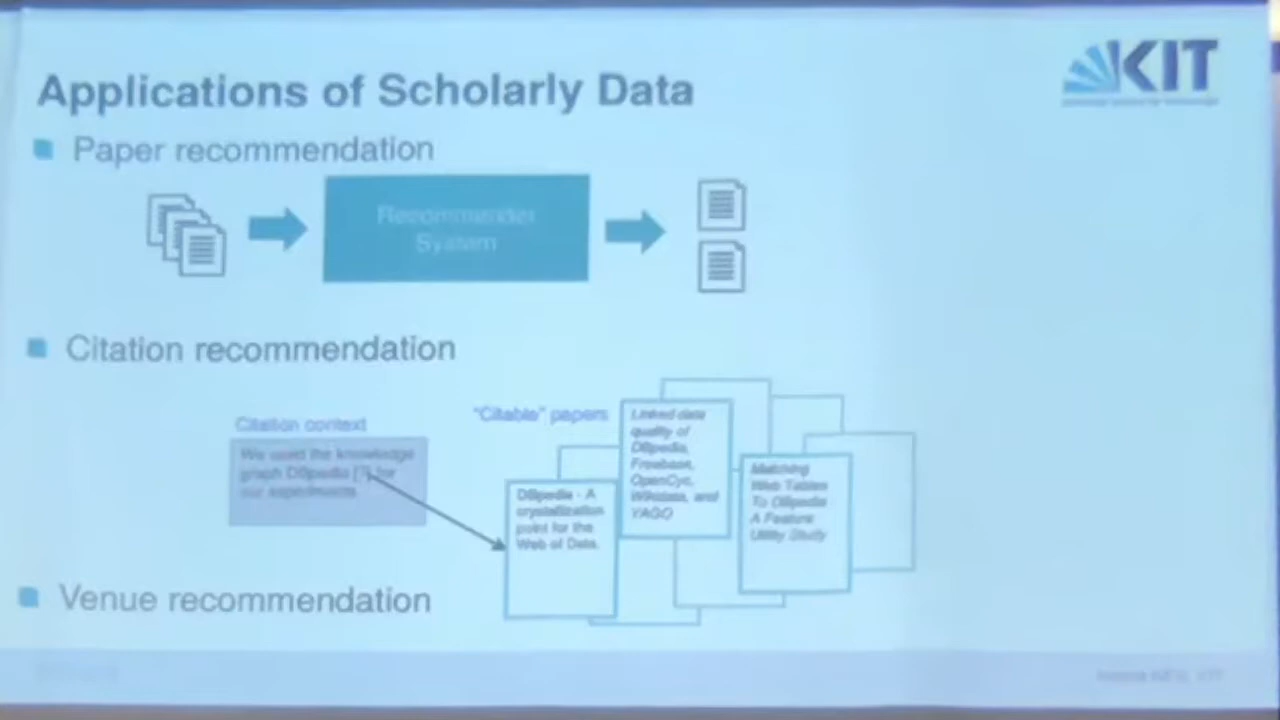 Applications of Scholarly Data
KIT
Paper recommendation
Recommender
System
Citation recommendation
Citation context
We used the knowledge
graph DBpedia [?] for
our experiments
"Citable" papers
DBpedia - A
crystallization
point for the
Web of Data.
Linked data
quality of
DBpedia,
Freebase,
OpenCyc,
Wikidata, and
YAGO
Matching
Web Tables
To DBpedia
A Feature
Utility Study
Venue recommendation